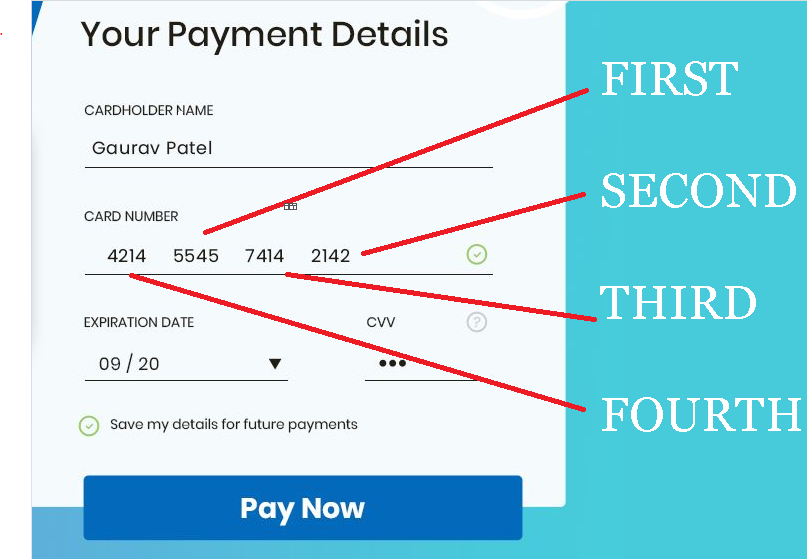 Your Payment Details
FIRST
CARDHOLDER NAME
Gaurav Patel
SECOND
CARD NUMBER
4214 5545 7414 2142
THIRD
EXPIRATION DATE CVV ?
09 / 20 ▼ •••
FOURTH
Save my details for future payments
Pay Now